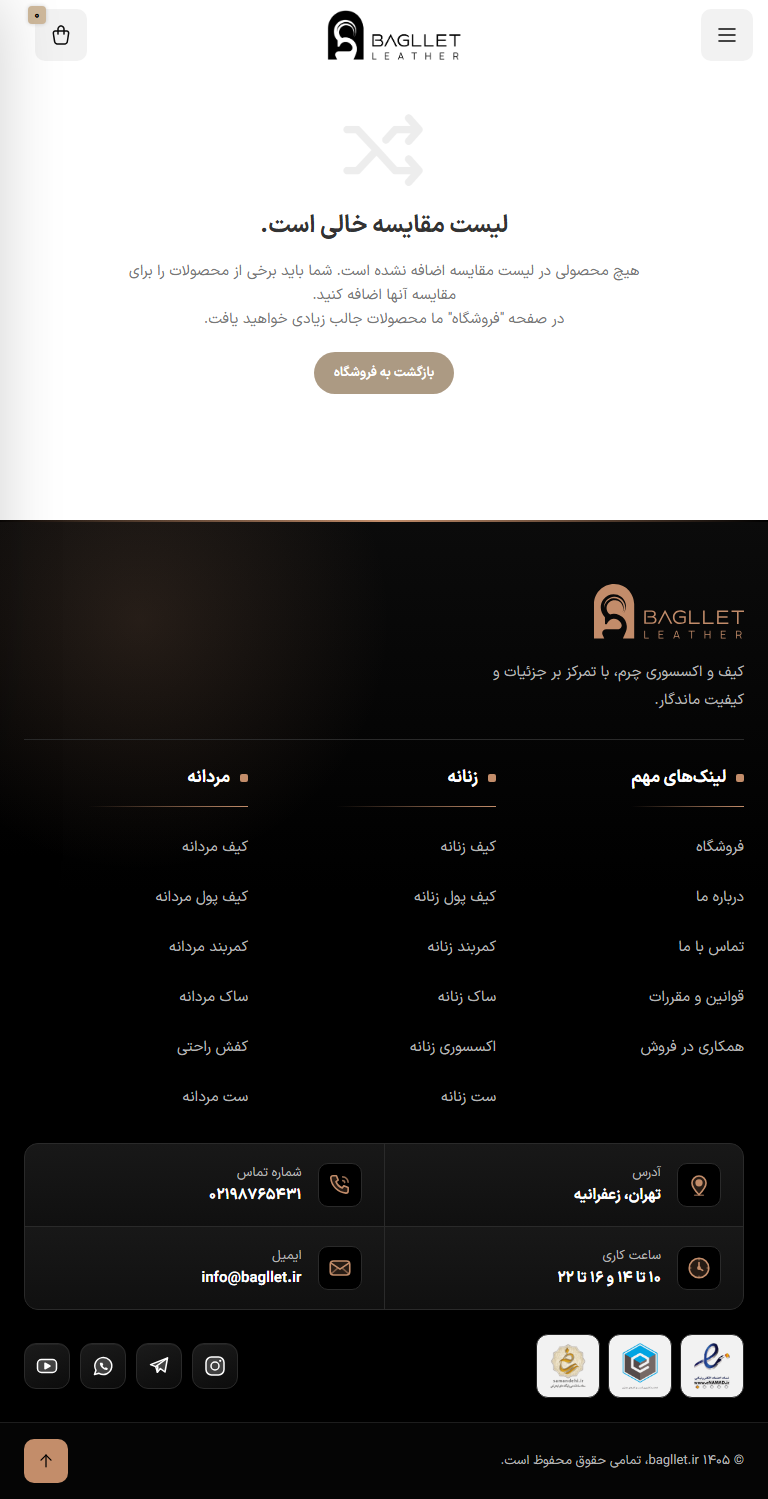 ۰
BAGLLET
LEATHER
لیست مقایسه خالی است.
هیچ محصولی در لیست مقایسه اضافه نشده است. شما باید برخی از محصولات را برای
مقایسه آنها اضافه کنید.
در صفحه "فروشگاه" ما محصولات جالب زیادی خواهید یافت.
بازگشت به فروشگاه
BAGLLET
LEATHER
کیف و اکسسوری چرم، با تمرکز بر جزئیات و
کیفیت ماندگار.
لینک‌های مهم
فروشگاه
درباره ما
تماس با ما
قوانین و مقررات
همکاری در فروش
زنانه
کیف زنانه
کیف پول زنانه
کمربند زنانه
ساک زنانه
اکسسوری زنانه
ست زنانه
مردانه
کیف مردانه
کیف پول مردانه
کمربند مردانه
ساک مردانه
کفش راحتی
ست مردانه
آدرس
تهران، زعفرانیه
شماره تماس
۰۲۱۹۸۷۶۵۴۳۱
ساعت کاری
۱۰ تا ۱۴ و ۱۶ تا ۲۲
ایمیل
info@bagllet.ir
www.eNAMAD.ir
samandehi.ir
© ۱۴۰۵ bagllet.ir، تمامی حقوق محفوظ است.